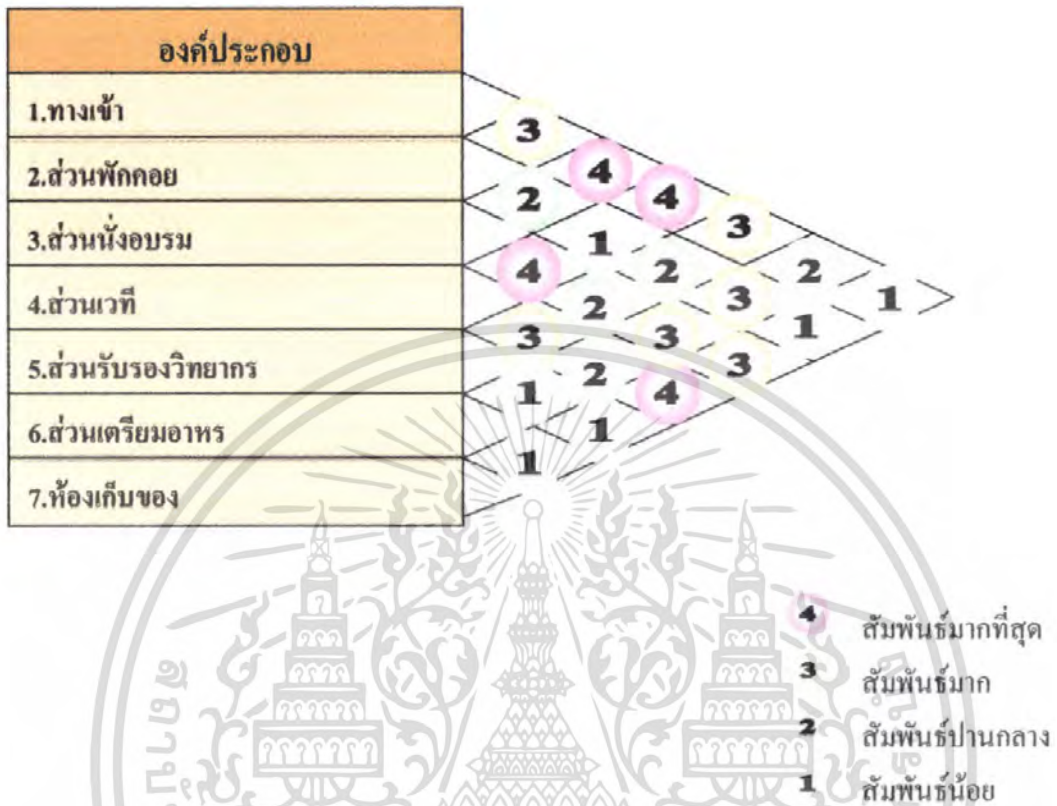 องค์ประกอบ
1.ทางเข้า
2.ส่วนพักคอย
3.ส่วนนั่งอบรม
4.ส่วนเวที
5.ส่วนรับรองวิทยากร
6.ส่วนเตรียมอาหร
7.ห้องเก็บของ
3
4
2 4
3
1
4 2 2
2 3 1
3 3 1
2 3
1 4
1
1
4 สัมพันธ์มากที่สุด
3 สัมพันธ์มาก
2 สัมพันธ์ปานกลาง
1 สัมพันธ์น้อย